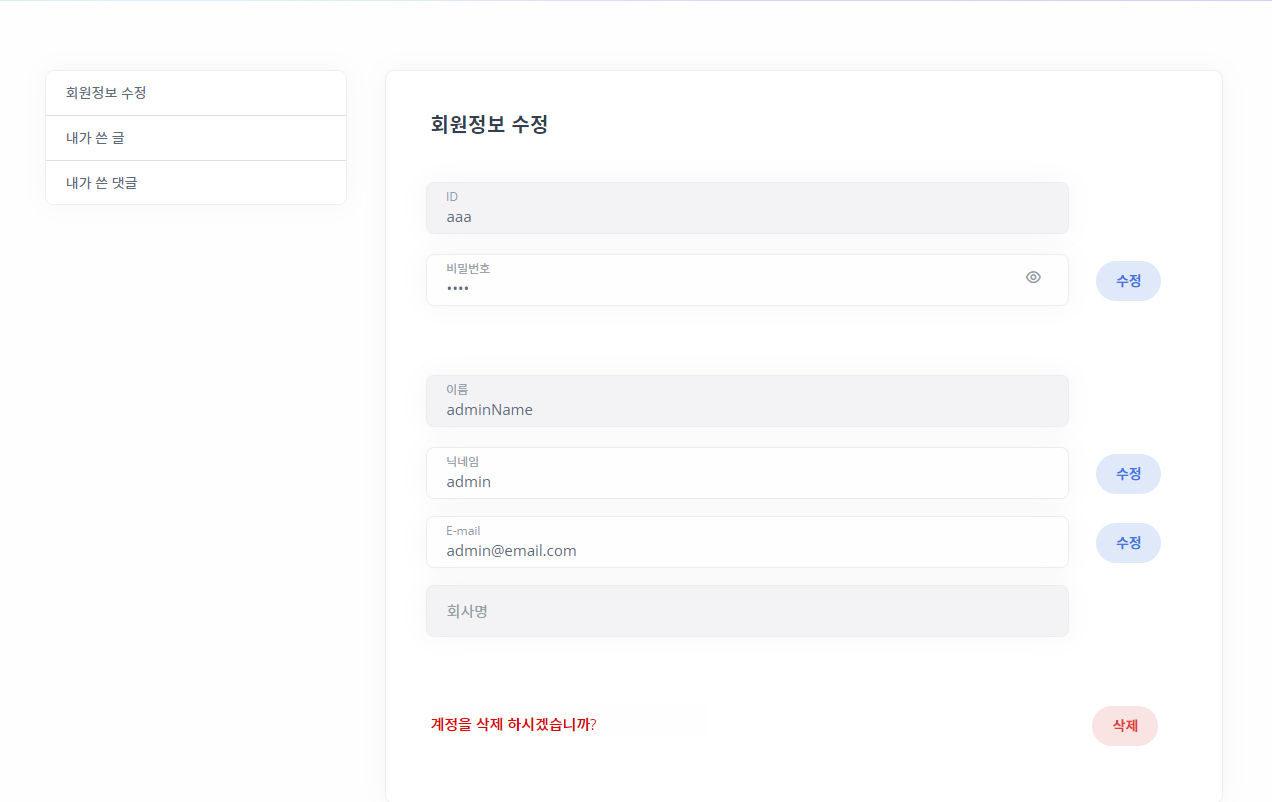 회원정보 수정
내가 쓴 글
내가 쓴 댓글
회원정보 수정
ID
aaa
비밀번호
••••
수정
이름
adminName
닉네임
admin
수정
E-mail
admin@email.com
수정
회사명
계정을 삭제 하시겠습니까?
삭제